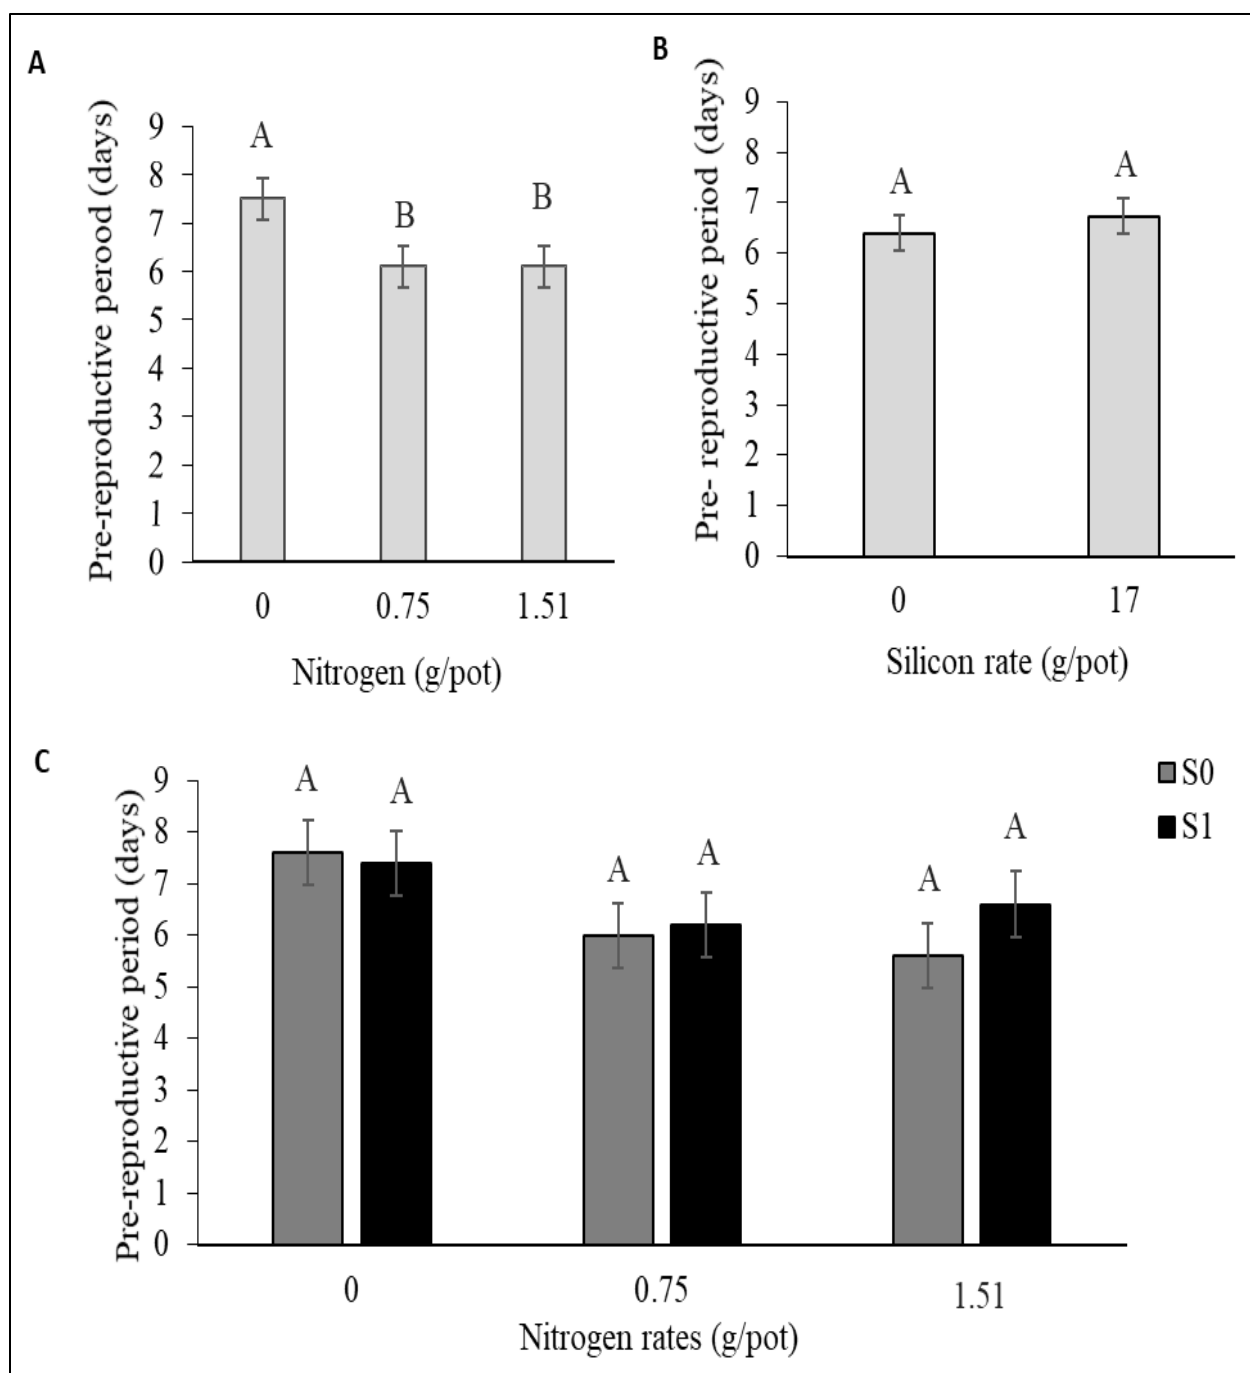 A
Pre-reproductive perood (days)
9
8
7
6
5
4
3
2
1
0
A
B
B
0 0.75 1.51
Nitrogen (g/pot)
B
Pre- reproductive period (days)
9
8
7
6
5
4
3
2
1
0
A
A
0 17
Silicon rate (g/pot)
C
Pre-reproductive period (days)
9
8
7
6
5
4
3
2
1
0
A A
A A
A A
S0
S1
0 0.75 1.51
Nitrogen rates (g/pot)